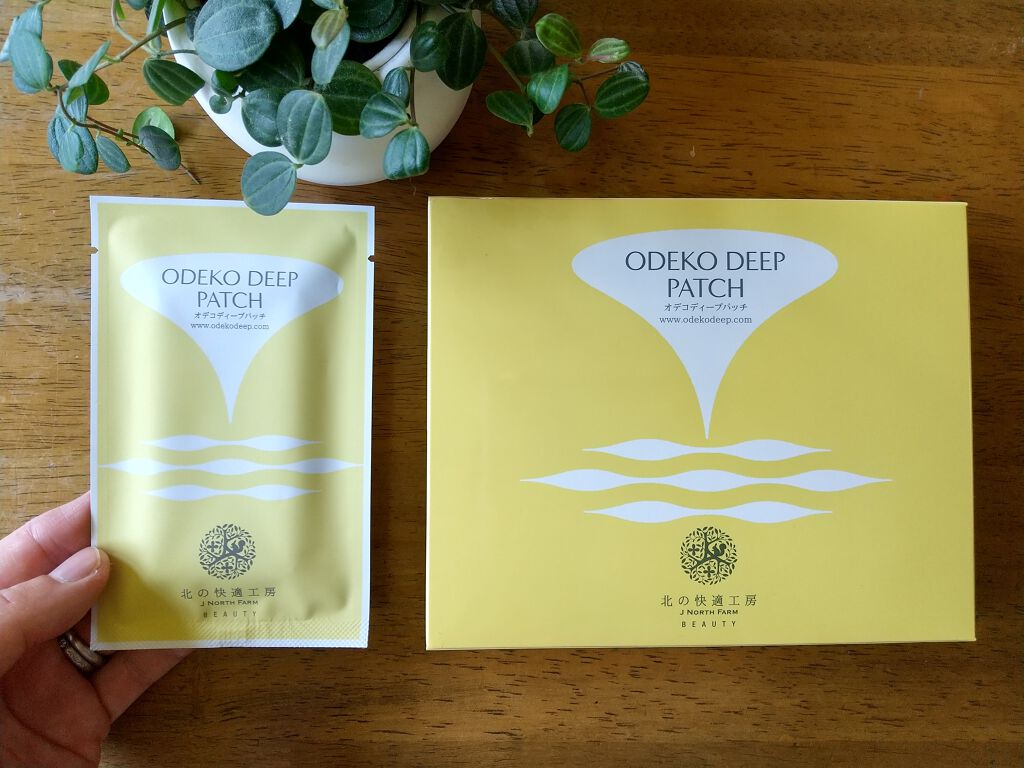 ODEKO DEEP
PATCH
オデコディープパッチ
www.odekodeep.com
北の快適工房
J NORTH FARM
BEAUTY
ODEKO DEEP
PATCH
オデコディープパッチ
www.odekodeep.com
北の快適工房
J NORTH FARM
BEAUTY